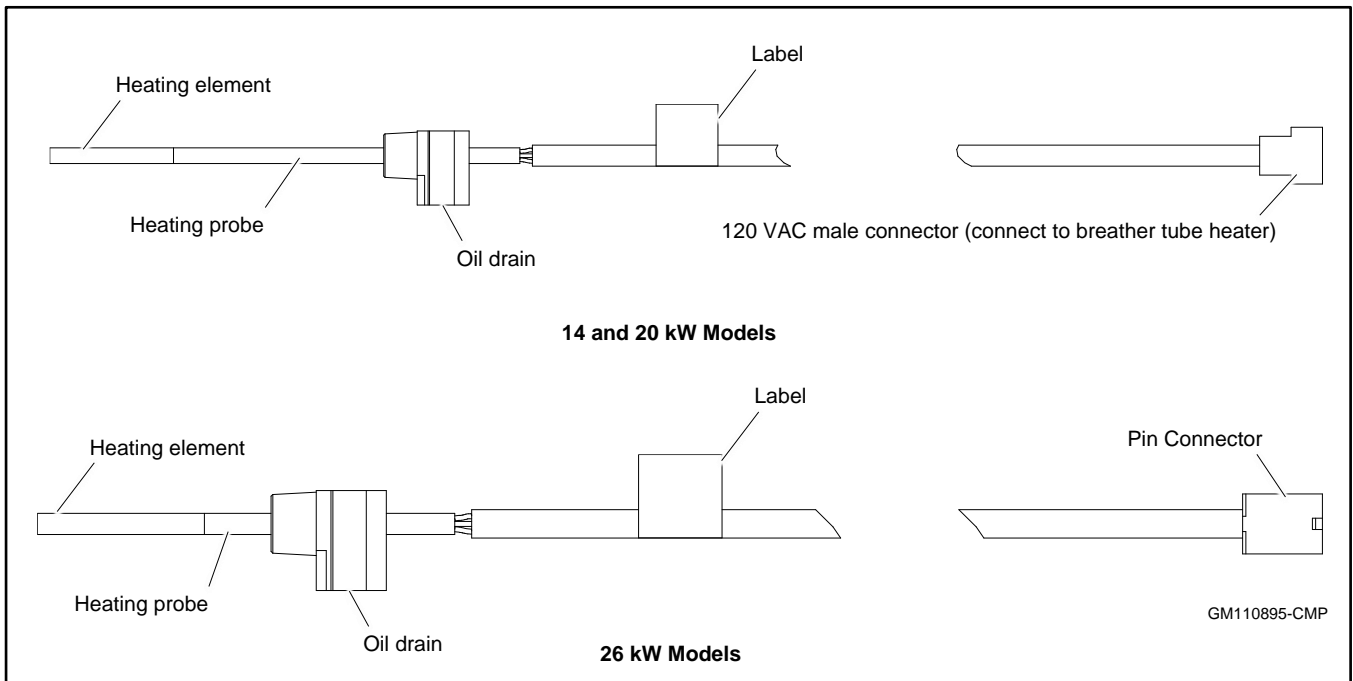 Label
Heating element
Heating probe
Oil drain
120 VAC male connector (connect to breather tube heater)
14 and 20 kW Models
Label
Heating element
Pin Connector
Heating probe
Oil drain
GM110895-CMP
26 kW Models